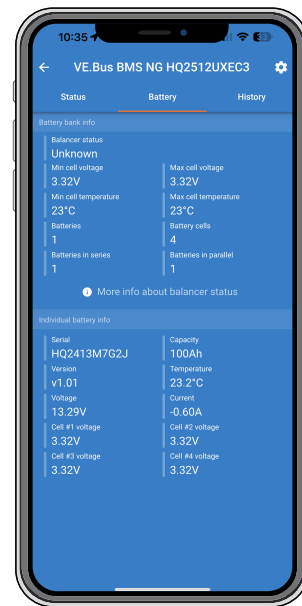 10:35
VE.Bus BMS NG HQ2512UXEC3
Status Battery History
Battery bank info
Balancer status
Unknown
Min cell voltage Max cell voltage
3.32V 3.32V
Min cell temperature Max cell temperature
23°C 23°C
Batteries Battery cells
1 4
Batteries in series Batteries in parallel
1 1
More info about balancer status
Individual battery info
Serial Capacity
HQ2413M7G2J 100Ah
Version Temperature
v1.01 23.2°C
Voltage Current
13.29V -0.60A
Cell #1 voltage Cell #2 voltage
3.32V 3.32V
Cell #3 voltage Cell #4 voltage
3.32V 3.32V